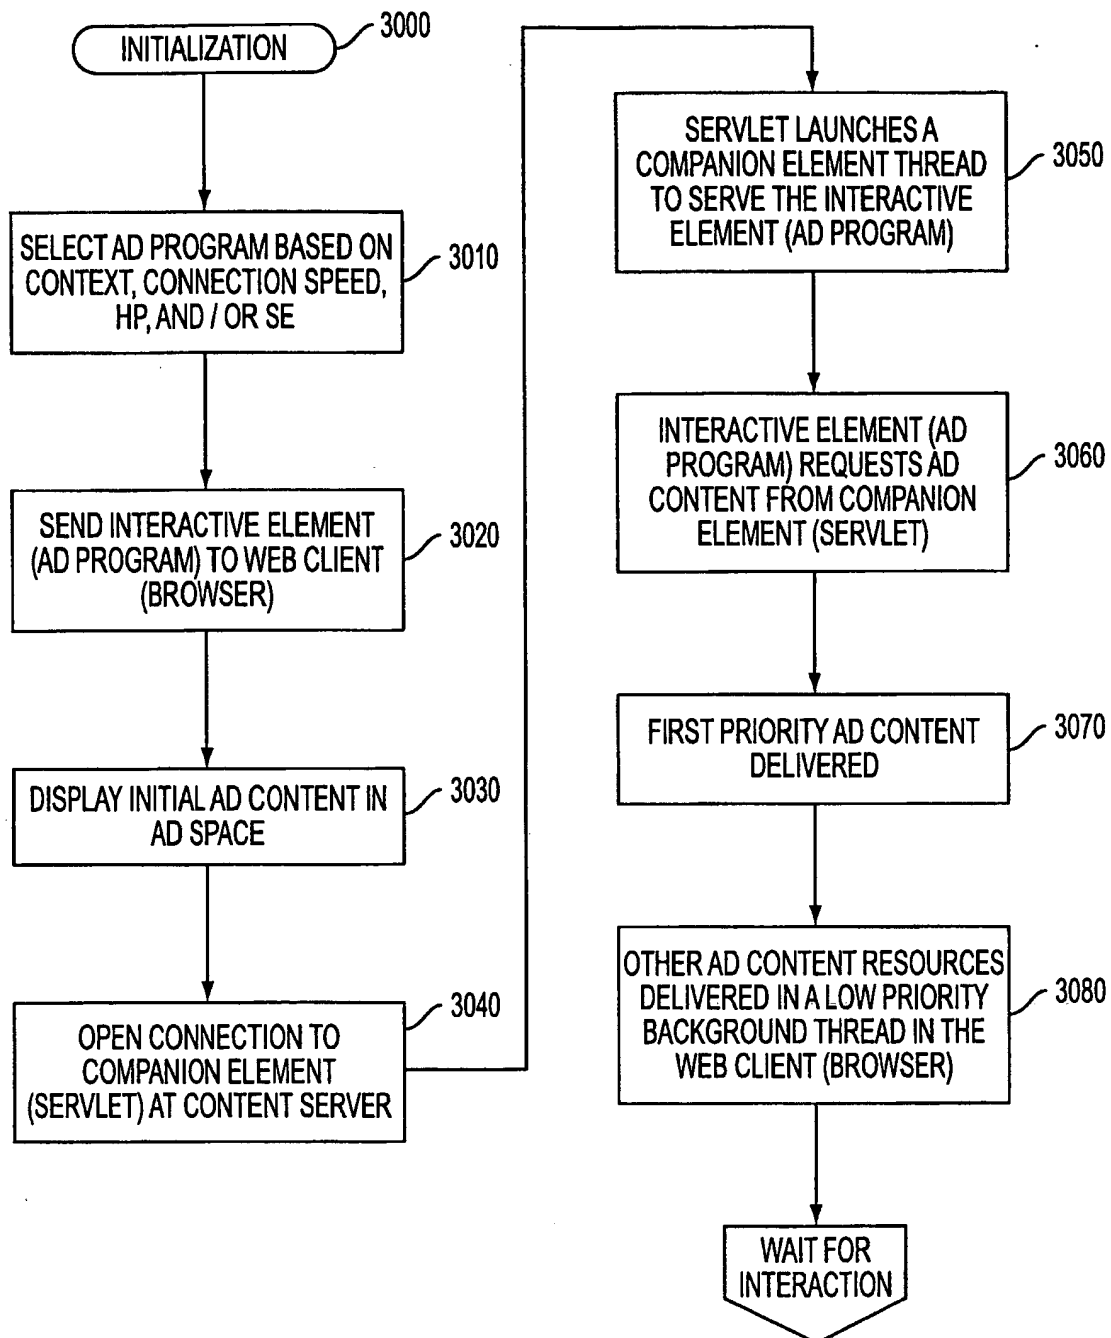 INITIALIZATION
3000
SELECT AD PROGRAM BASED ON
CONTEXT, CONNECTION SPEED,
HP, AND / OR SE
3010
SEND INTERACTIVE ELEMENT
(AD PROGRAM) TO WEB CLIENT
(BROWSER)
3020
DISPLAY INITIAL AD CONTENT IN
AD SPACE
3030
OPEN CONNECTION TO
COMPANION ELEMENT
(SERVLET) AT CONTENT SERVER
3040
SERVLET LAUNCHES A
COMPANION ELEMENT THREAD
TO SERVE THE INTERACTIVE
ELEMENT (AD PROGRAM)
3050
INTERACTIVE ELEMENT (AD
PROGRAM) REQUESTS AD
CONTENT FROM COMPANION
ELEMENT (SERVLET)
3060
FIRST PRIORITY AD CONTENT
DELIVERED
3070
OTHER AD CONTENT RESOURCES
DELIVERED IN A LOW PRIORITY
BACKGROUND THREAD IN THE
WEB CLIENT (BROWSER)
3080
WAIT FOR
INTERACTION